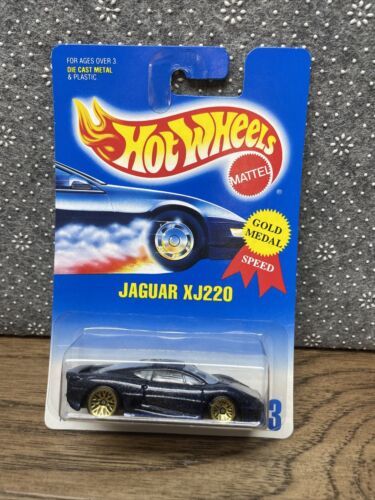 FOR AGES OVER 3
DIE CAST METAL
& PLASTIC
HOT WHEELS
®
MATTEL
GOLD
MEDAL
SPEED
JAGUAR XJ220
3